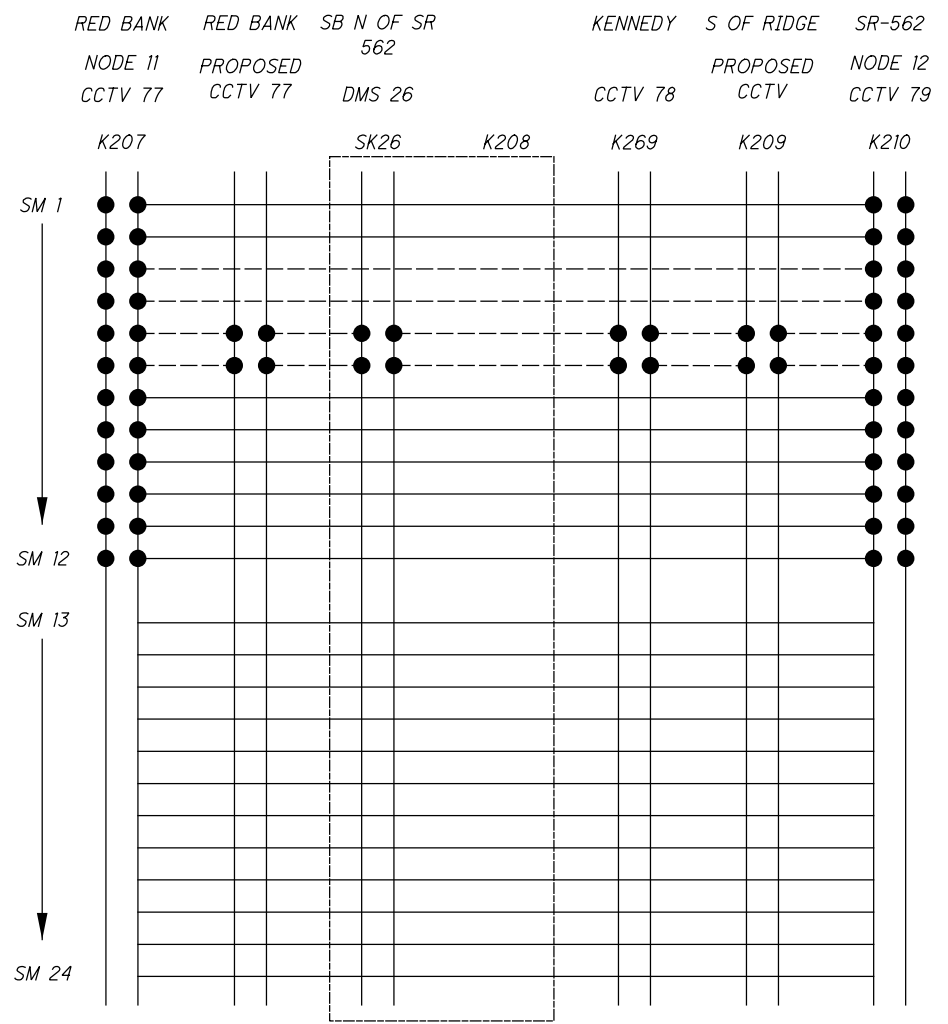 RED BANK
NODE 11
CCTV 77
K207
RED BANK
PROPOSED
CCTV 77
SB N OF SR
562
DMS 26
SK26
K208
KENNEDY
CCTV 78
K269
S OF RIDGE
PROPOSED
CCTV
K209
SR-562
NODE 12
CCTV 79
K210
SM 1
SM 12
SM 13
SM 24